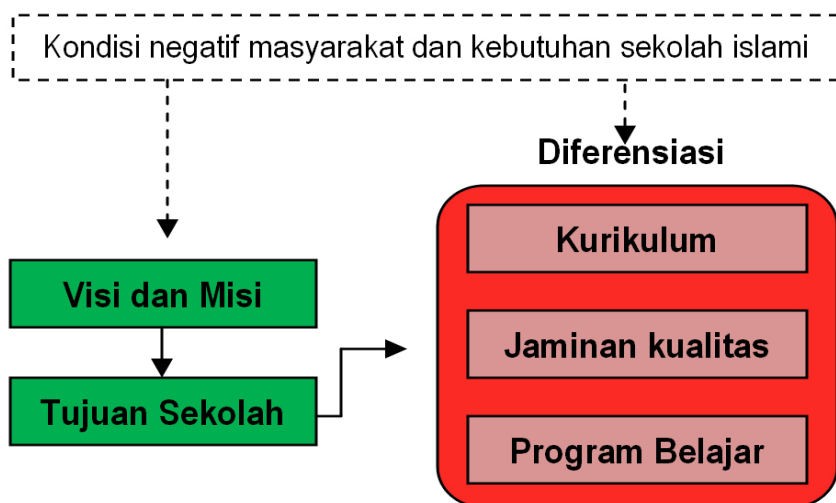 Kondisi negatif masyarakat dan kebutuhan sekolah islami
Diferensiasi
Kurikulum
Visi dan Misi
Jaminan kualitas
Tujuan Sekolah
Program Belajar